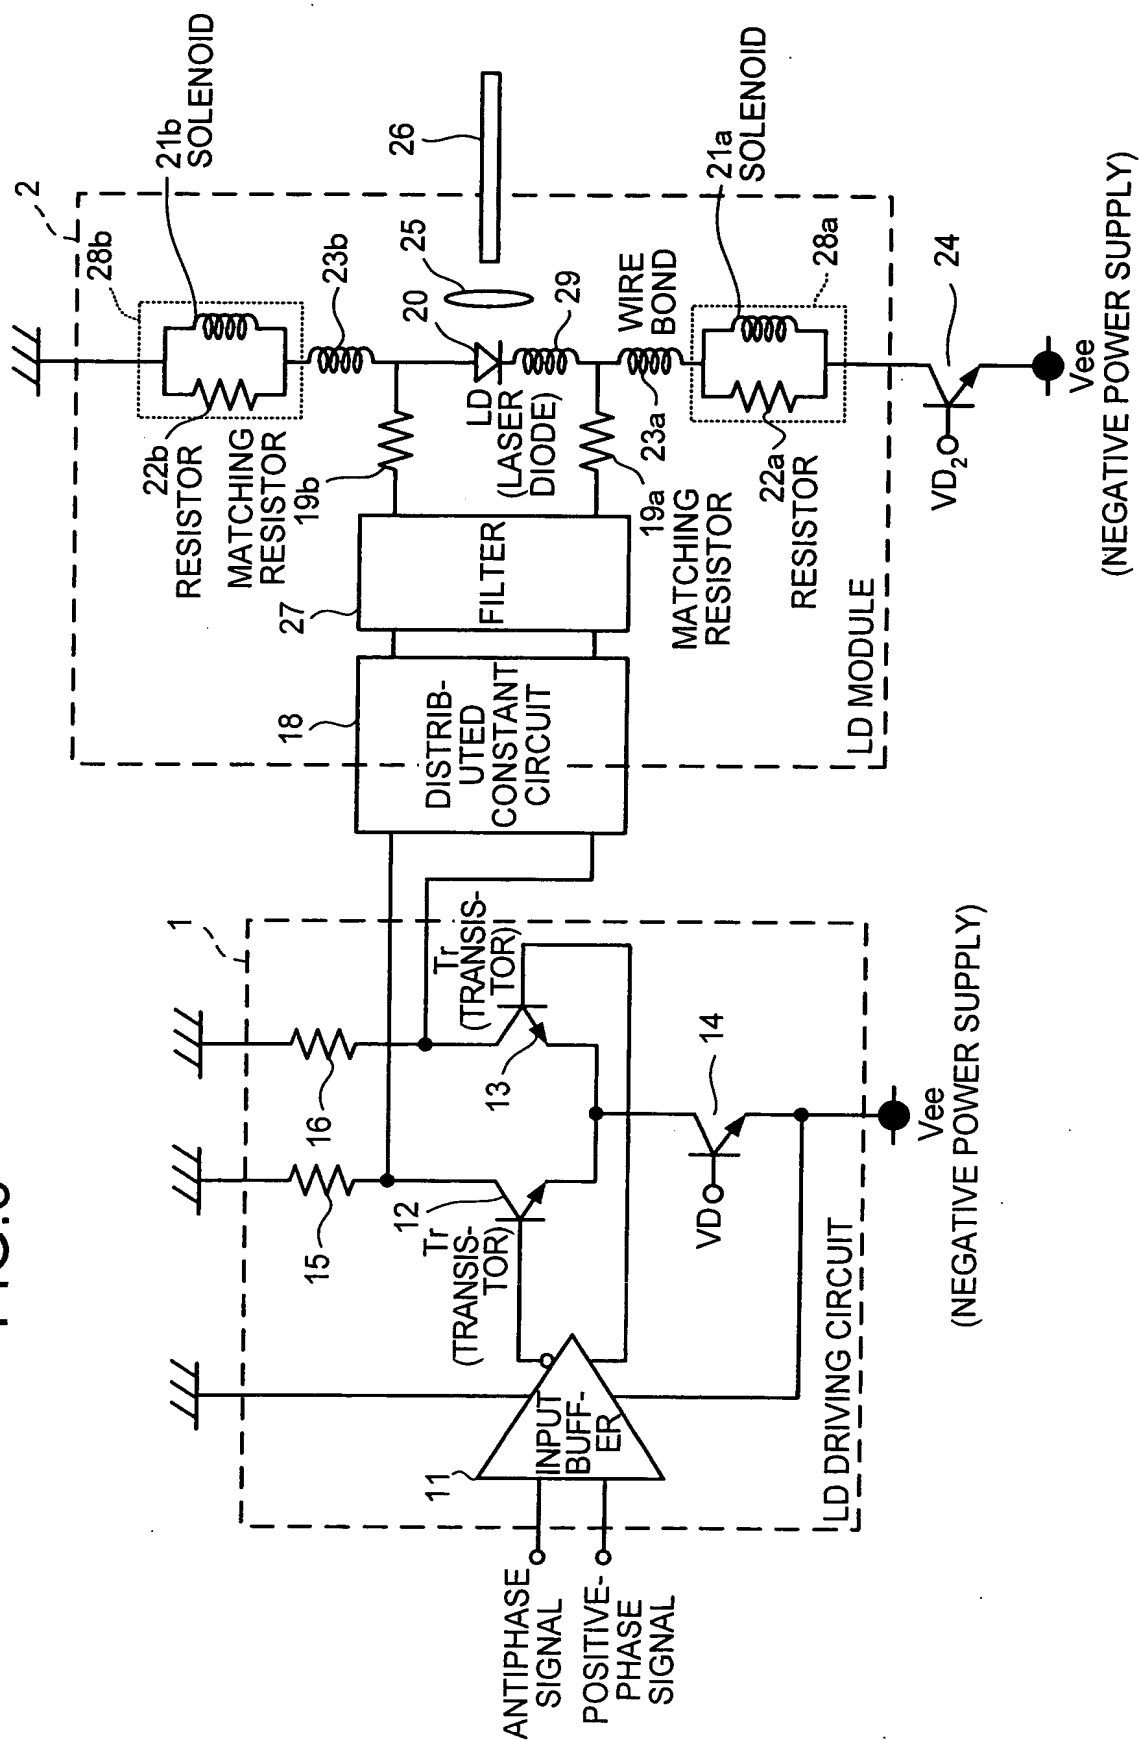 1
2
ANTIPHASE
SIGNAL
POSITIVE-
PHASE
SIGNAL
11
INPUT
BUFF-
ER
15
16
12
Tr
(TRANSIS-
TOR)
13
Tr
(TRANSIS-
TOR)
14
VD
LD DRIVING CIRCUIT
Vee
(NEGATIVE POWER SUPPLY)
18
DISTRIB-
UTED
CONSTANT
CIRCUIT
27
FILTER
28b
21b
SOLENOID
22b
RESISTOR
MATCHING
RESISTOR
19b
23b
20
LD
(LASER
DIODE)
25
26
29
WIRE
BOND
23a
19a
MATCHING
RESISTOR
21a
SOLENOID
28a
22a
RESISTOR
LD MODULE
24
VD2
Vee
(NEGATIVE POWER SUPPLY)